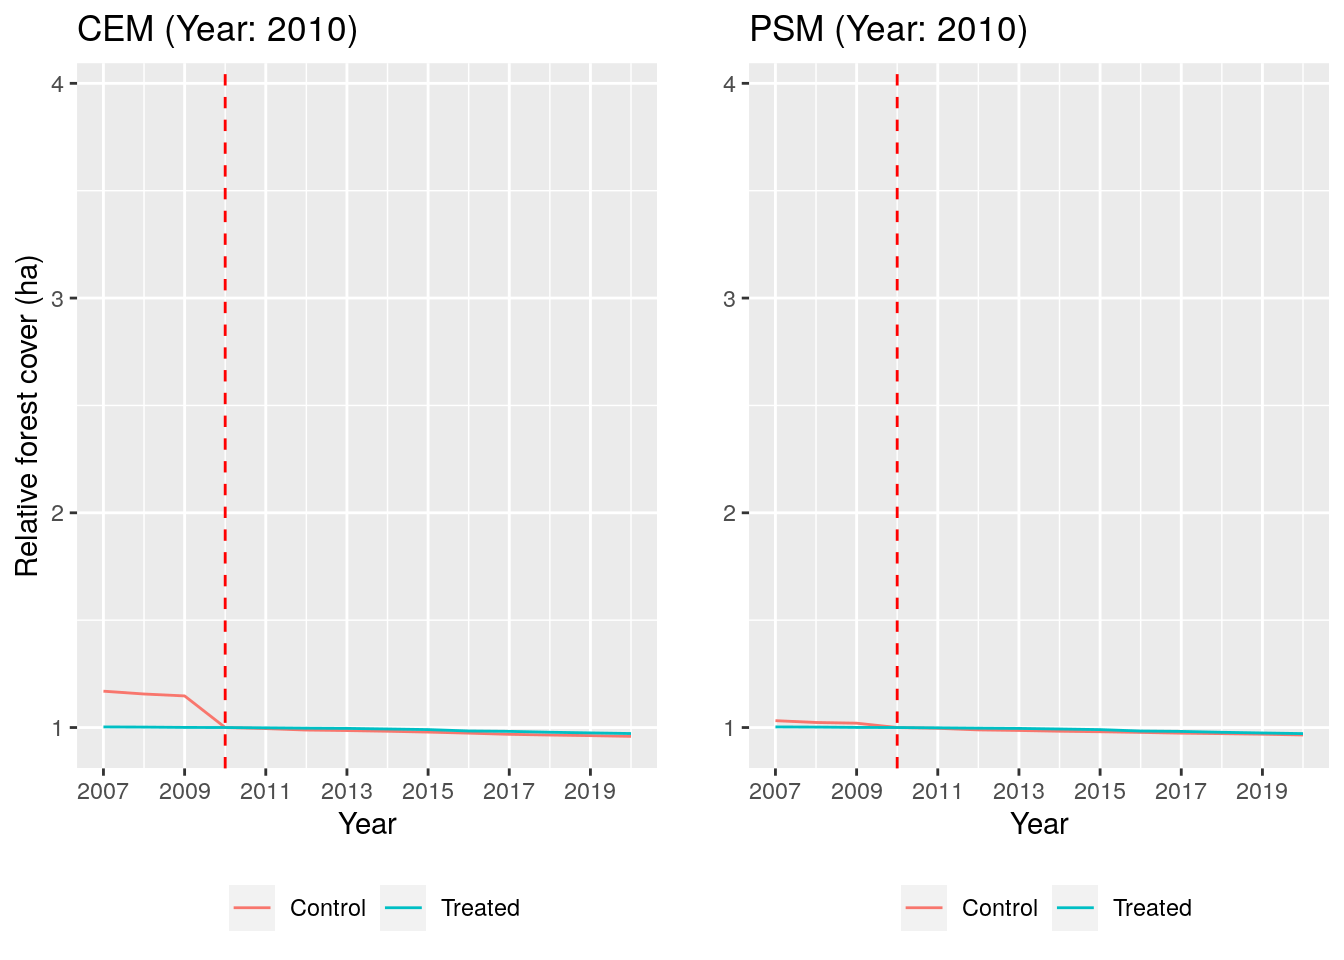 CEM (Year: 2010)
Relative forest cover (ha)
4
3
2
1
2007 2009 2011 2013 2015 2017 2019
Year
Control Treated
PSM (Year: 2010)
4
3
2
1
2007 2009 2011 2013 2015 2017 2019
Year
Control Treated